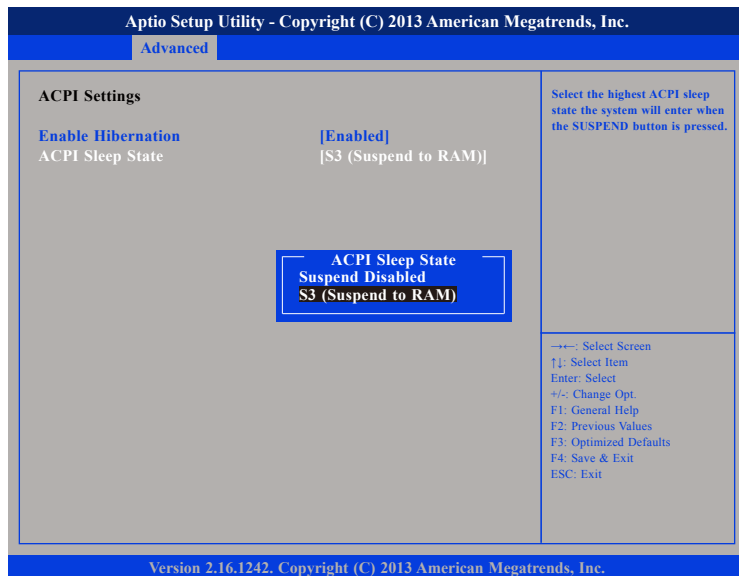 Aptio Setup Utility - Copyright (C) 2013 American Megatrends, Inc.
Advanced
ACPI Settings
Enable Hibernation [Enabled]
ACPI Sleep State [S3 (Suspend to RAM)]
ACPI Sleep State
Suspend Disabled
S3 (Suspend to RAM)
Select the highest ACPI sleep
state the system will enter when
the SUSPEND button is pressed.
→←: Select Screen
↑↓: Select Item
Enter: Select
+/-: Change Opt.
F1: General Help
F2: Previous Values
F3: Optimized Defaults
F4: Save & Exit
ESC: Exit
Version 2.16.1242. Copyright (C) 2013 American Megatrends, Inc.